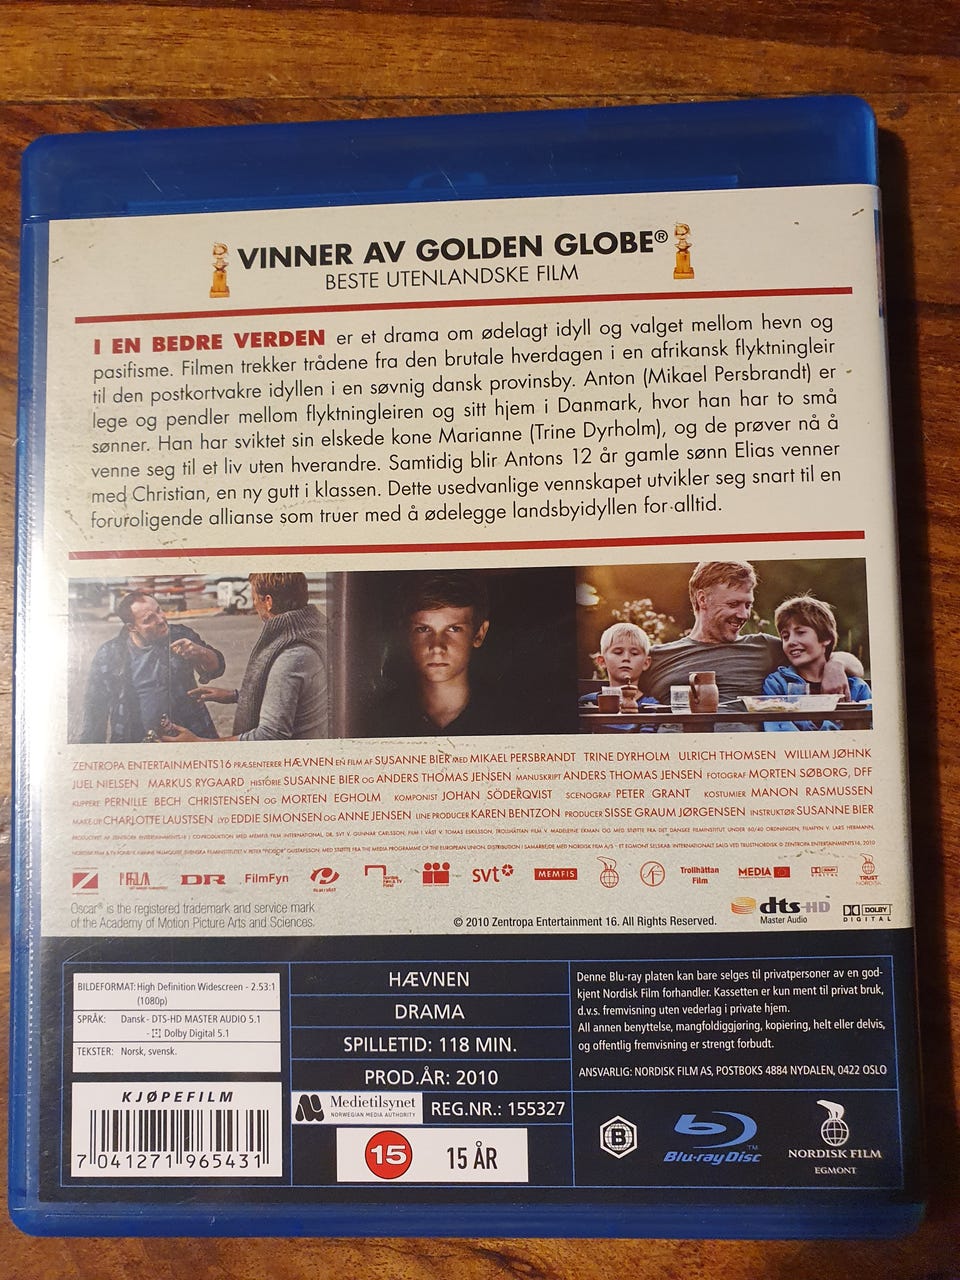 VINNER AV GOLDEN GLOBE®
BESTE UTENLANDSKE FILM
I EN BEDRE VERDEN er et drama om ødelagt idyll og valget mellom hevn og
pasifisme. Filmen trekker trådene fra den brutale hverdagen i en afrikansk flyktningleir
til den postkortvakre idyllen i en søvnig dansk provinsby. Anton (Mikael Persbrandt) er
lege og pendler mellom flyktningleiren og sitt hjem i Danmark, hvor han har to små
sønner. Han har sviktet sin elskede kone Marianne (Trine Dyrholm), og de prøver nå å
venne seg til et liv uten hverandre. Samtidig blir Antons 12 år gamle sønn Elias venner
med Christian, en ny gutt i klassen. Dette usedvanlige vennskapet utvikler seg snart til en
foruroligende allianse som truer med å ødelegge landsbyidyllen for alltid.
ZENTROPA ENTERTAINMENTS16 PRÆSENTERER HÆVNEN EN FILM AF SUSANNE BIER MED MIKAEL PERSBRANDT TRINE DYRHOLM ULRICH THOMSEN WILLIAM JØHNK
JUEL NIELSEN MARKUS RYGAARD HISTORIE SUSANNE BIER OG ANDERS THOMAS JENSEN MANUSKRIPT ANDERS THOMAS JENSEN FOTOGRAF MORTEN SØBORG, DFF
KLIPPERE PERNILLE BECH CHRISTENSEN OG MORTEN EGHOLM KOMPONIST JOHAN SÖDERQVIST SCENOGRAF PETER GRANT KOSTUMIER MANON RASMUSSEN
MAKE UP CHARLOTTE LAUSTSEN LYD EDDIE SIMONSEN OG ANNE JENSEN LINE PRODUCER KAREN BENTZON PRODUCER SISSE GRAUM JØRGENSEN INSTRUKTØR SUSANNE BIER
DR FilmFyn svt MEMFIS Trollhättan Film MEDIA TRUST NORDISK
Oscar® is the registered trademark and service mark
of the Academy of Motion Picture Arts and Sciences.
© 2010 Zentropa Entertainment 16. All Rights Reserved.
dts-HD
Master Audio
DOLBY
DIGITAL
BILDEFORMAT: High Definition Widescreen - 2.53:1
(1080p)
SPRÅK: Dansk - DTS-HD MASTER AUDIO 5.1
- Dolby Digital 5.1
TEKSTER: Norsk, svensk.
KJØPEFILM
7 041271 965431
HÆVNEN
DRAMA
SPILLETID: 118 MIN.
PROD.ÅR: 2010
Medietilsynet
NORWEGIAN MEDIA AUTHORITY
REG.NR.: 155327
15 15 ÅR
Denne Blu-ray platen kan bare selges til privatpersoner av en god-
kjent Nordisk Film forhandler. Kassetten er kun ment til privat bruk,
d.v.s. fremvisning uten vederlag i private hjem.
All annen benyttelse, mangfoldiggjøring, kopiering, helt eller delvis,
og offentlig fremvisning er strengt forbudt.
ANSVARLIG: NORDISK FILM AS, POSTBOKS 4884 NYDALEN, 0422 OSLO
B
Blu-ray Disc
TM
NORDISK FILM
EGMONT